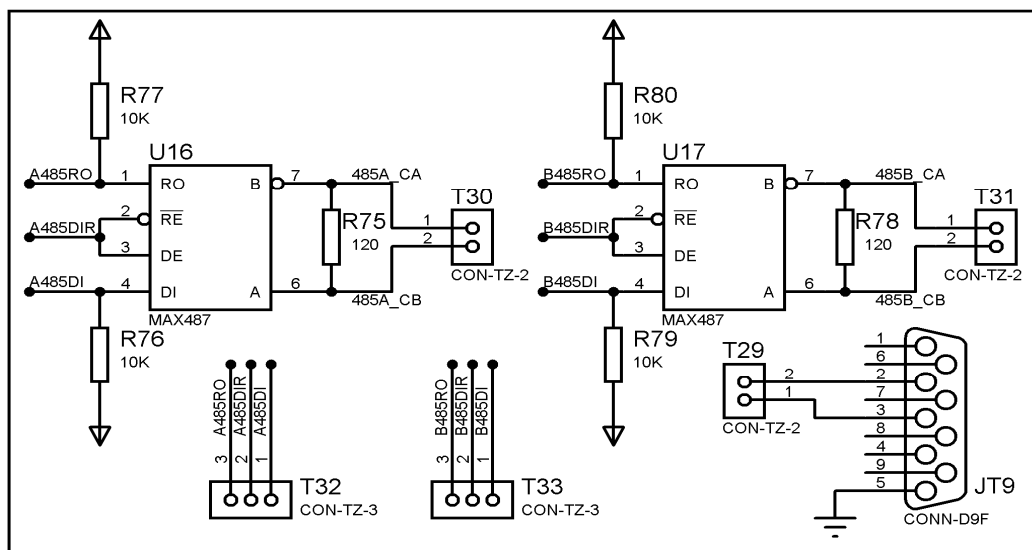 R77
10K
U16
A485RO
1
RO
B
7
485A_CA
2
RE
A485DIR
3
DE
R75
120
T30
1
2
CON-TZ-2
A485DI
4
DI
A
6
485A_CB
MAX487
R76
10K
R80
10K
U17
B485RO
1
RO
B
7
485B_CA
2
RE
B485DIR
3
DE
R78
120
T31
1
2
CON-TZ-2
B485DI
4
DI
A
6
485B_CB
MAX487
R79
10K
A485RO
A485DIR
A485DI
3
2
1
T32
CON-TZ-3
B485RO
B485DIR
B485DI
3
2
1
T33
CON-TZ-3
T29
2
1
CON-TZ-2
1
6
2
7
3
8
4
9
5
JT9
CONN-D9F